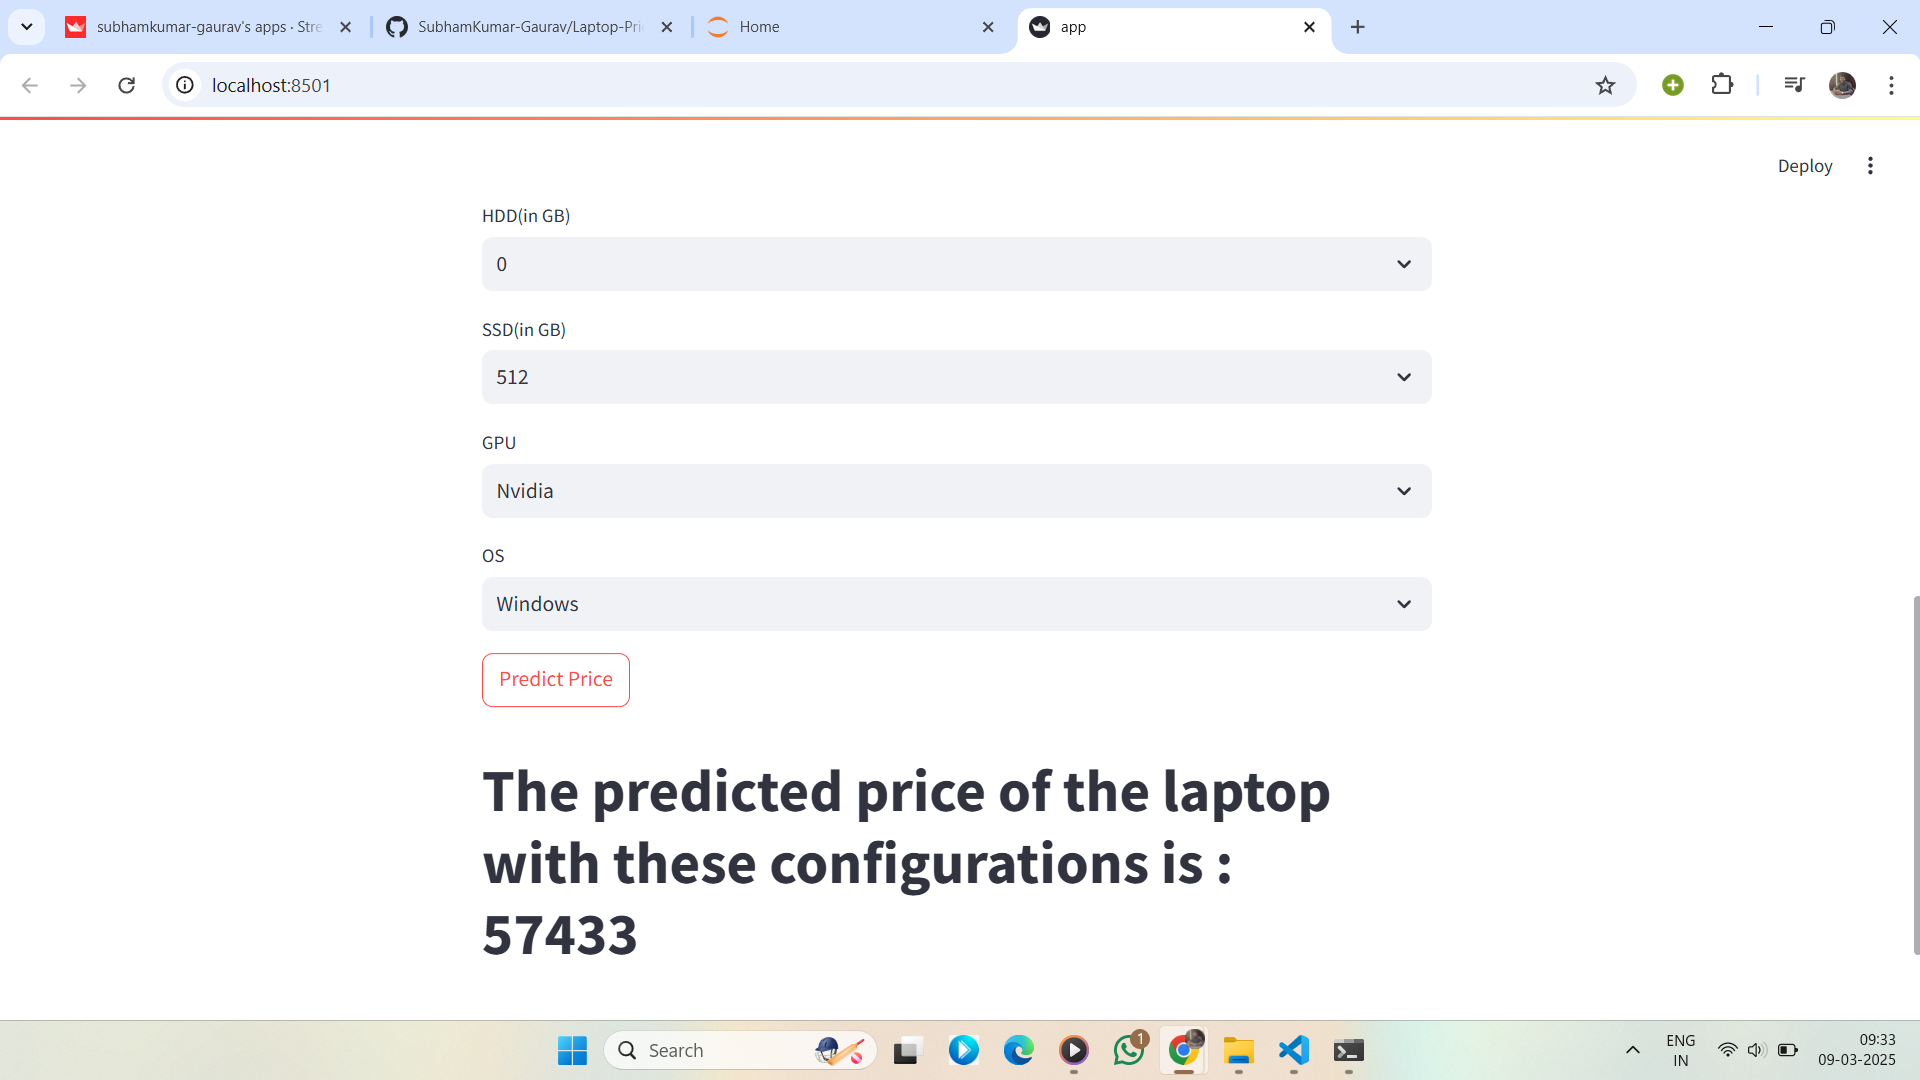 subhamkumar-gaurav's apps · Stre
SubhamKumar-Gaurav/Laptop-Pri
Home
app
localhost:8501
Deploy
HDD(in GB)
0
SSD(in GB)
512
GPU
Nvidia
OS
Windows
Predict Price
The predicted price of the laptop
with these configurations is :
57433
Search
1
ENG
IN
09:33
09-03-2025